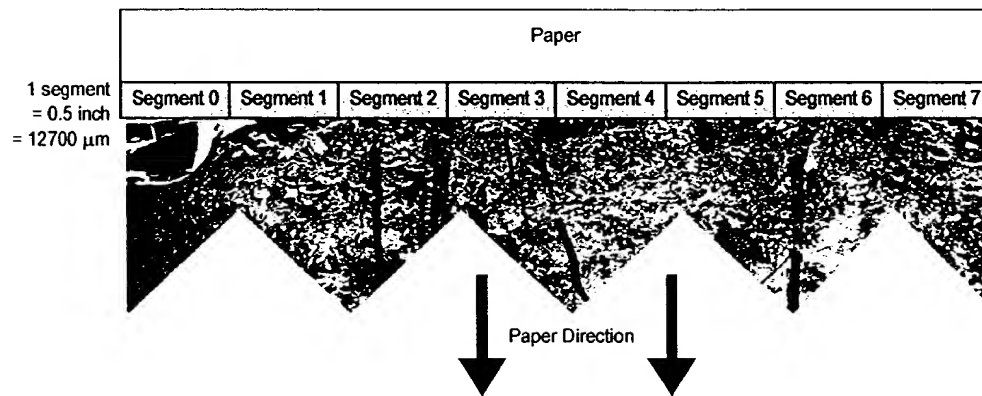 Paper
1 segment
= 0.5 inch
= 12700 µm
Segment 0 Segment 1 Segment 2 Segment 3 Segment 4 Segment 5 Segment 6 Segment 7
Paper Direction